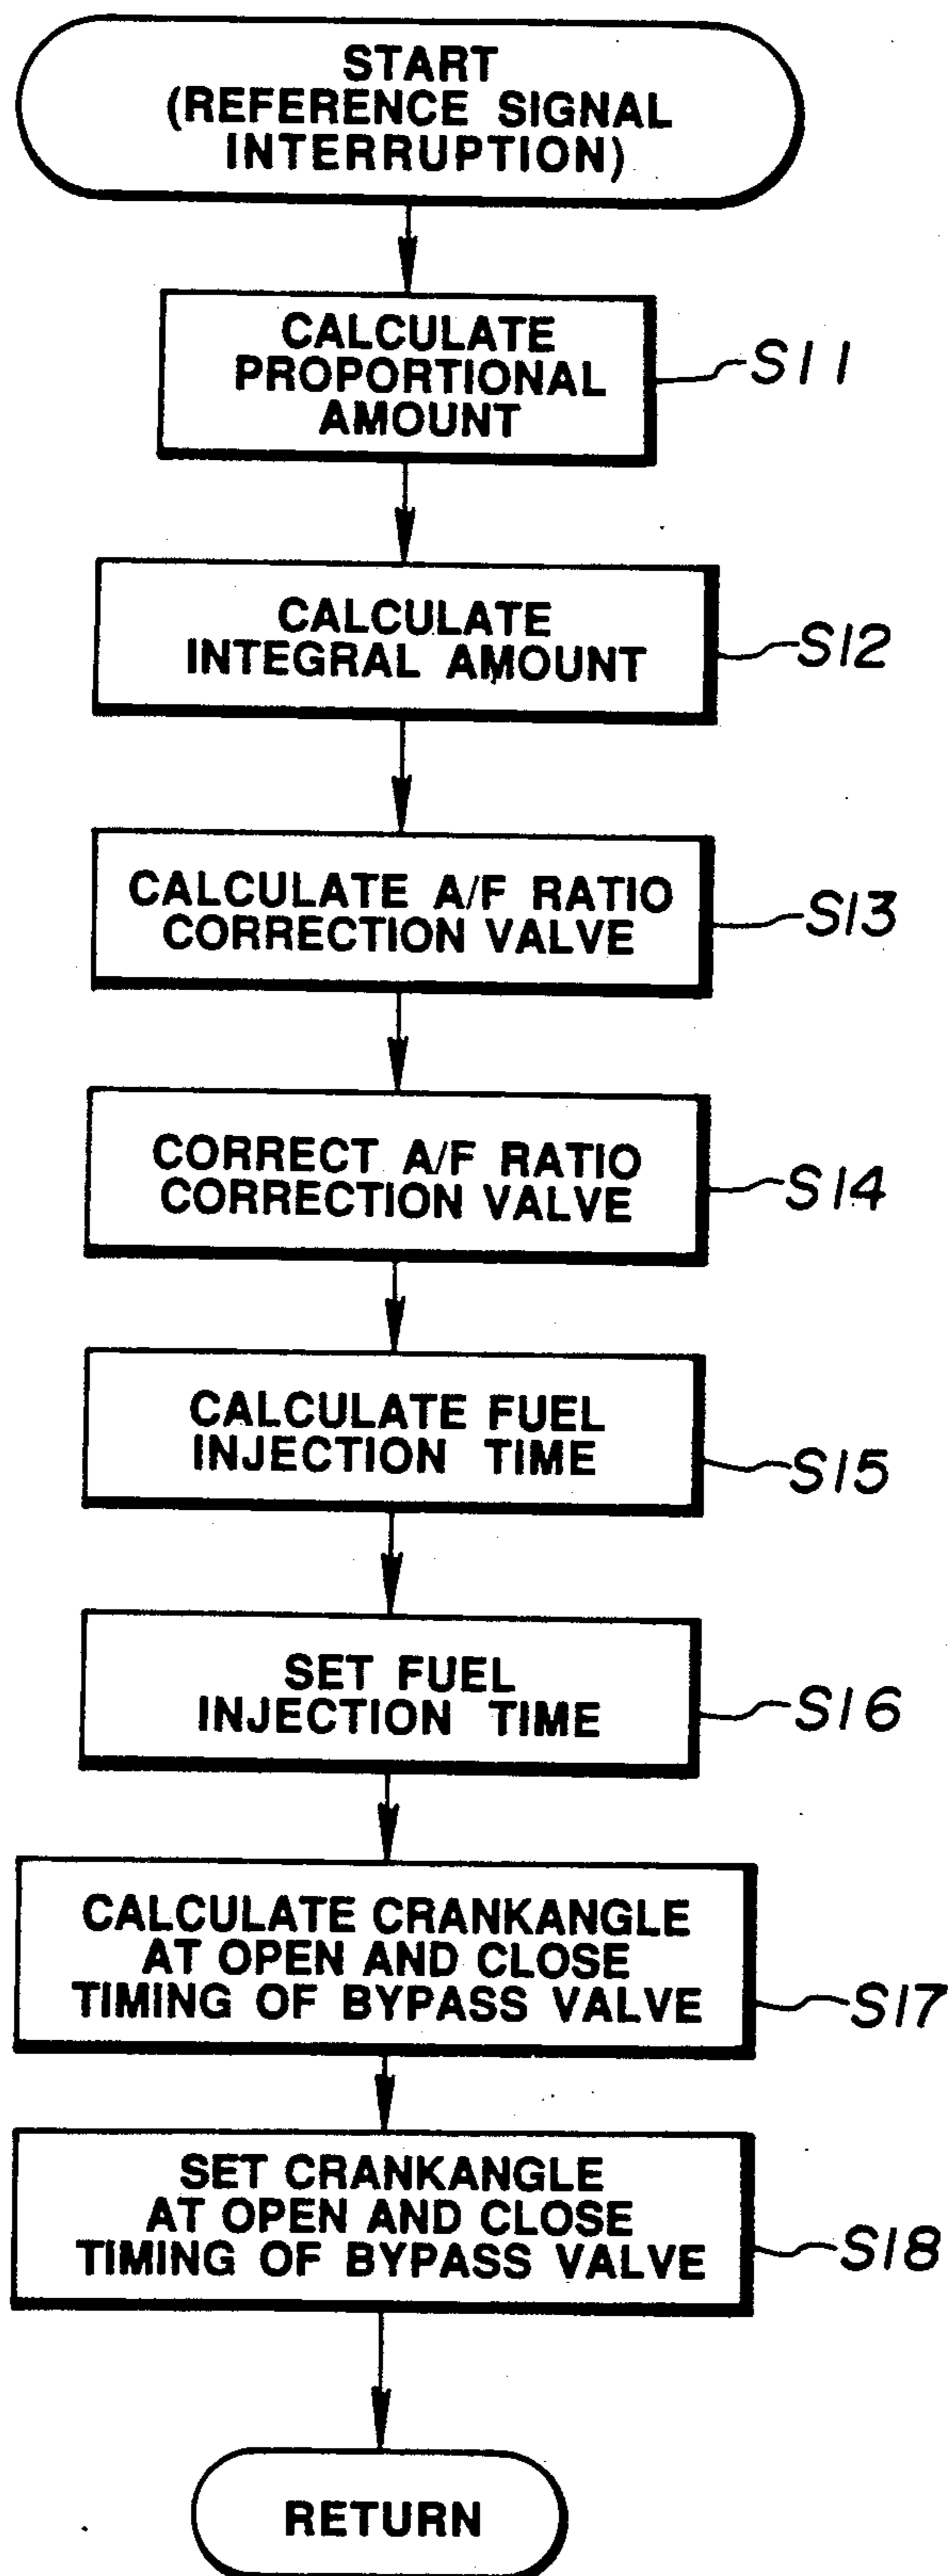 START
(REFERENCE SIGNAL
INTERRUPTION)
CALCULATE
PROPORTIONAL
AMOUNT
S11
CALCULATE
INTEGRAL AMOUNT
S12
CALCULATE A/F RATIO
CORRECTION VALVE
S13
CORRECT A/F RATIO
CORRECTION VALVE
S14
CALCULATE FUEL
INJECTION TIME
S15
SET FUEL
INJECTION TIME
S16
CALCULATE CRANKANGLE
AT OPEN AND CLOSE
TIMING OF BYPASS VALVE
S17
SET CRANKANGLE
AT OPEN AND CLOSE
TIMING OF BYPASS VALVE
S18
RETURN